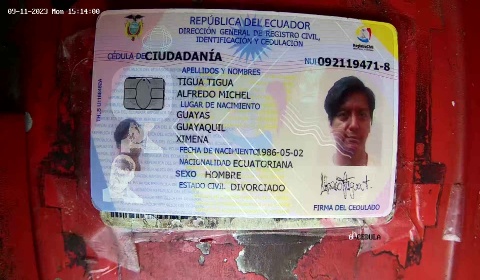 09-11-2023 Mon 15:14:00
REPÚBLICA DEL ECUADOR
DIRECCIÓN GENERAL DE REGISTRO CIVIL,
IDENTIFICACIÓN Y CEDULACIÓN
CÉDULA DE CIUDADANÍA
NUI 092119471-8
APELLIDOS Y NOMBRES
TIGUA TIGUA
ALFREDO MICHEL
LUGAR DE NACIMIENTO
GUAYAS
GUAYAQUIL
XIMENA
FECHA DE NACIMIENTO 1986-05-02
NACIONALIDAD ECUATORIANA
SEXO HOMBRE
ESTADO CIVIL DIVORCIADO
FIRMA DEL CEDULADO
CÉDULA